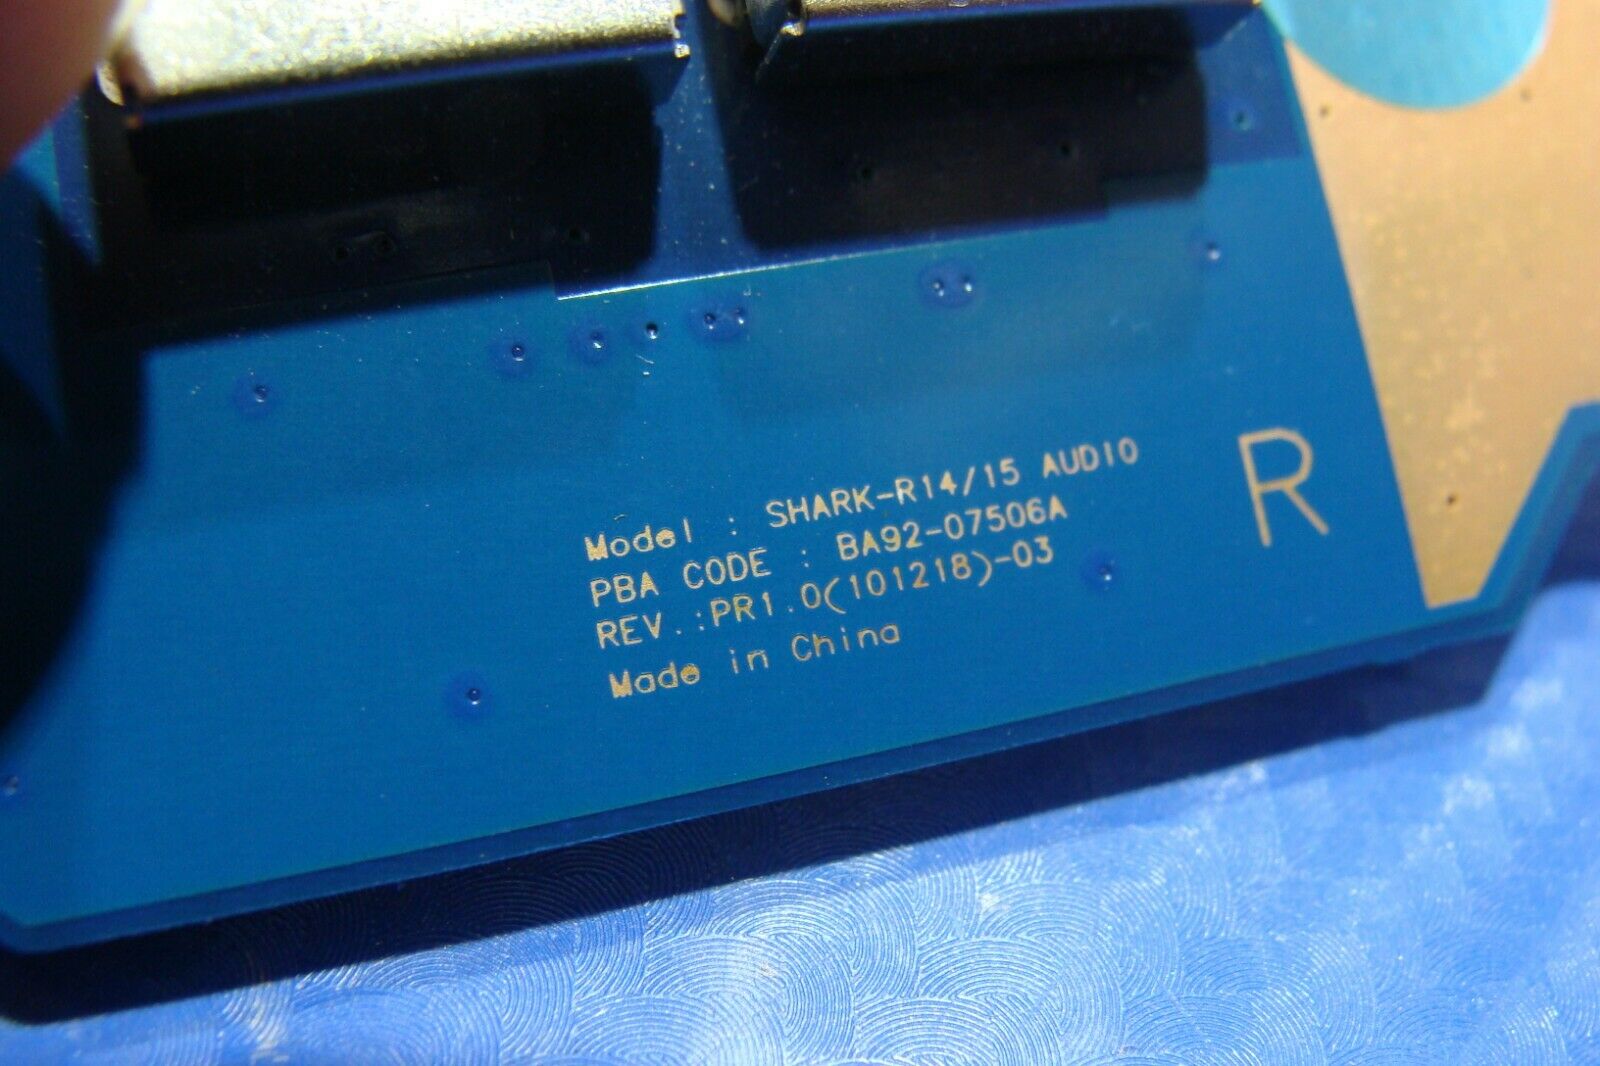 Model : SHARK-R14/15 AUDIO
PBA CODE : BA92-07506A
REV.:PR1.0(101218)-03
Made in China
R